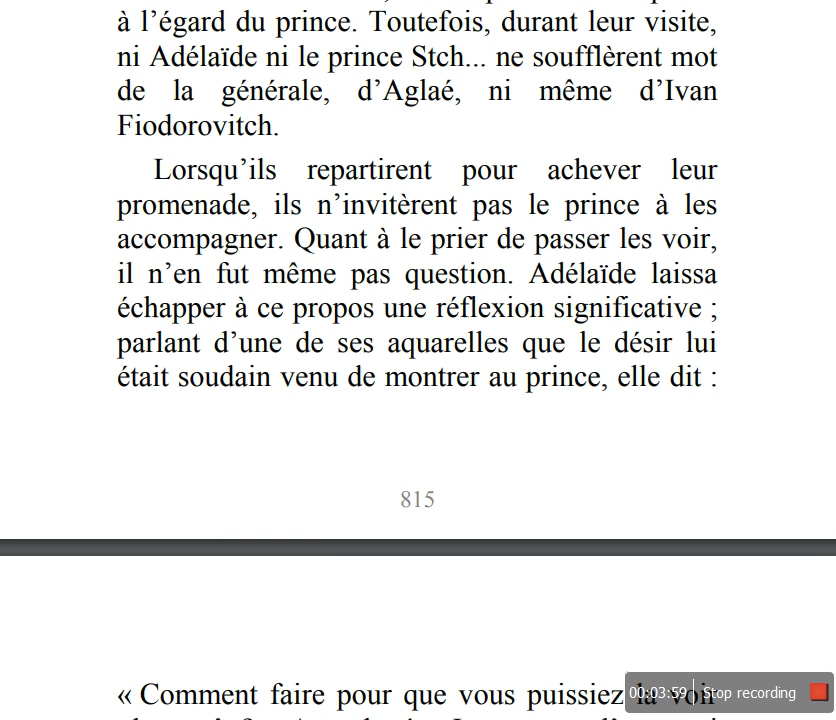 à l’égard du prince. Toutefois, durant leur visite,
ni Adélaïde ni le prince Stch... ne soufflèrent mot
de la générale, d’Aglaé, ni même d’Ivan
Fiodorovitch.
Lorsqu’ils repartirent pour achever leur
promenade, ils n’invitèrent pas le prince à les
accompagner. Quant à le prier de passer les voir,
il n’en fut même pas question. Adélaïde laissa
échapper à ce propos une réflexion significative ;
parlant d’une de ses aquarelles que le désir lui
était soudain venu de montrer au prince, elle dit :
815
« Comment faire pour que vous puissiez la voir
00:03:59 Stop recording